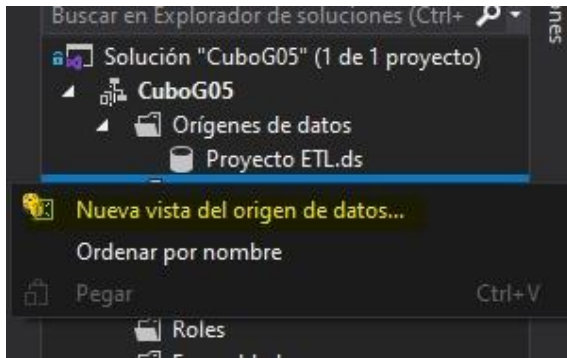 Buscar en Explorador de soluciones (Ctrl+
Solución "CuboG05" (1 de 1 proyecto)
CuboG05
Orígenes de datos
Proyecto ETL.ds
Nueva vista del origen de datos...
Ordenar por nombre
Pegar Ctrl+V
Roles
nes